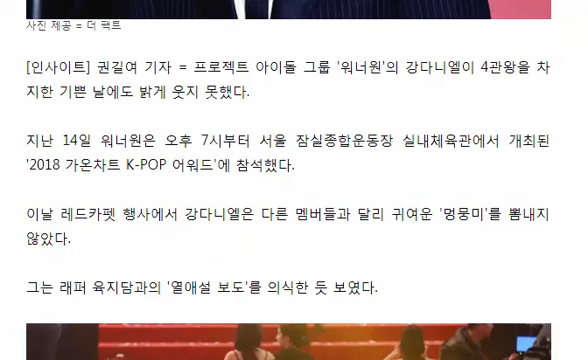 사진 제공 = 더 팩트
[인사이트] 권길여 기자 = 프로젝트 아이돌 그룹 '워너원'의 강다니엘이 4관왕을 차
지한 기쁜 날에도 밝게 웃지 못했다.
지난 14일 워너원은 오후 7시부터 서울 잠실종합운동장 실내체육관에서 개최된
'2018 가온차트 K-POP 어워드'에 참석했다.
이날 레드카펫 행사에서 강다니엘은 다른 멤버들과 달리 귀여운 '멍뭉미'를 뽐내지
않았다.
그는 래퍼 육지담과의 '열애설 보도'를 의식한 듯 보였다.